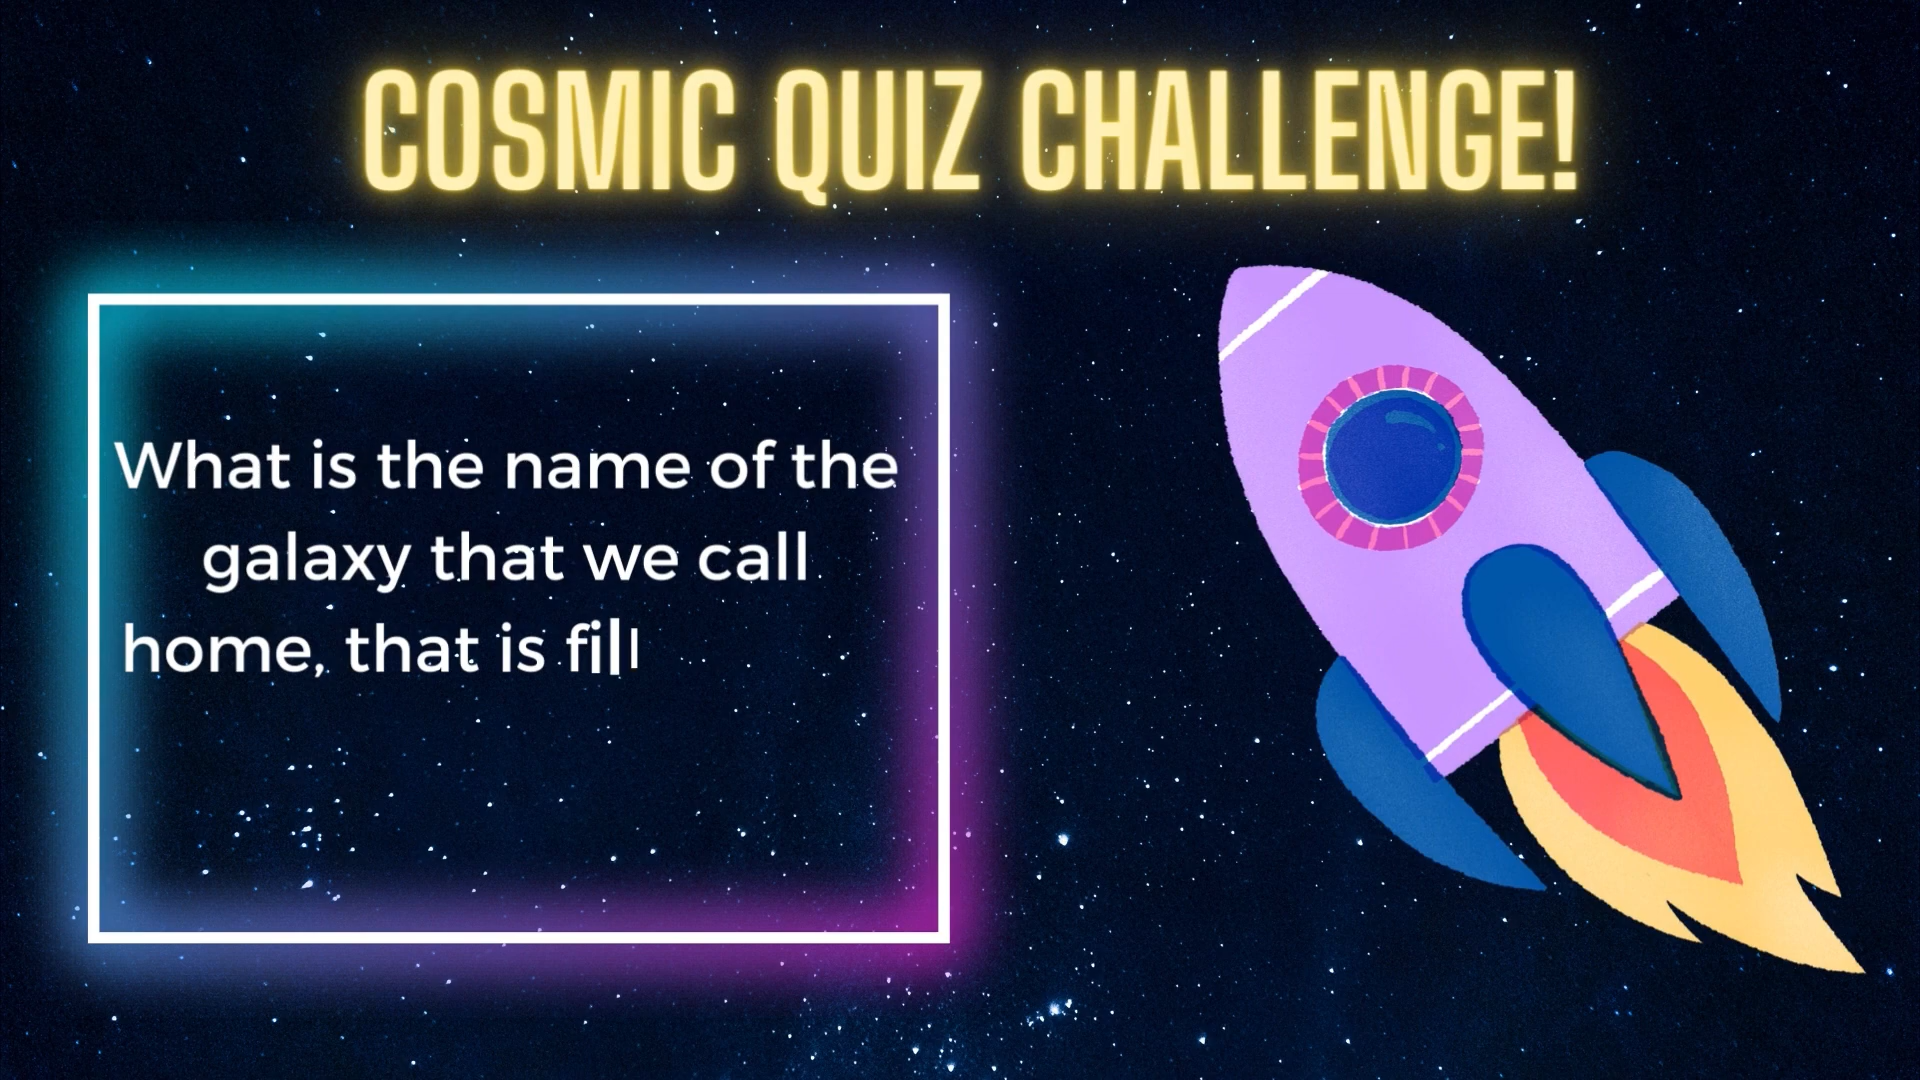 COSMIC QUIZ CHALLENGE!
What is the name of the
galaxy that we call
home, that is fill